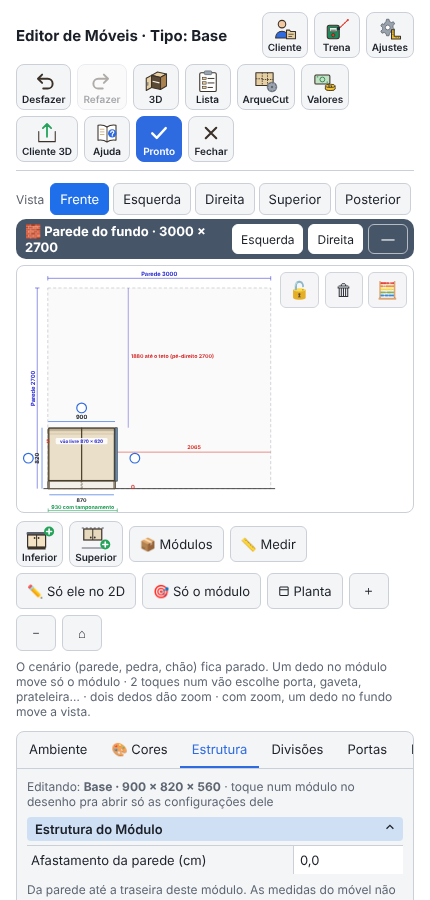 Editor de Móveis · Tipo: Base
Cliente
Trena
Ajustes
Desfazer
Refazer
3D
Lista
ArqueCut
Valores
Cliente 3D
Ajuda
Pronto
Fechar
Vista
Frente
Esquerda
Direita
Superior
Posterior
🧱 Parede do fundo · 3000 ×
2700
Esquerda
Direita
—
Parede 3000
Parede 2700
1880 até o teto (pé-direito 2700)
900
vão livre 870 × 620
820
2065
0
870
930 com tamponamento
Inferior
Superior
📦 Módulos
📏 Medir
✏️ Só ele no 2D
🎯 Só o módulo
Planta
+
−
⌂
O cenário (parede, pedra, chão) fica parado. Um dedo no módulo
move só o módulo · 2 toques num vão escolhe porta, gaveta,
prateleira... · dois dedos dão zoom · com zoom, um dedo no fundo
move a vista.
Ambiente
🎨 Cores
Estrutura
Divisões
Portas
Editando: Base · 900 × 820 × 560 · toque num módulo no
desenho pra abrir só as configurações dele
Estrutura do Módulo
Afastamento da parede (cm)
0,0
Da parede até a traseira deste módulo. As medidas do móvel não